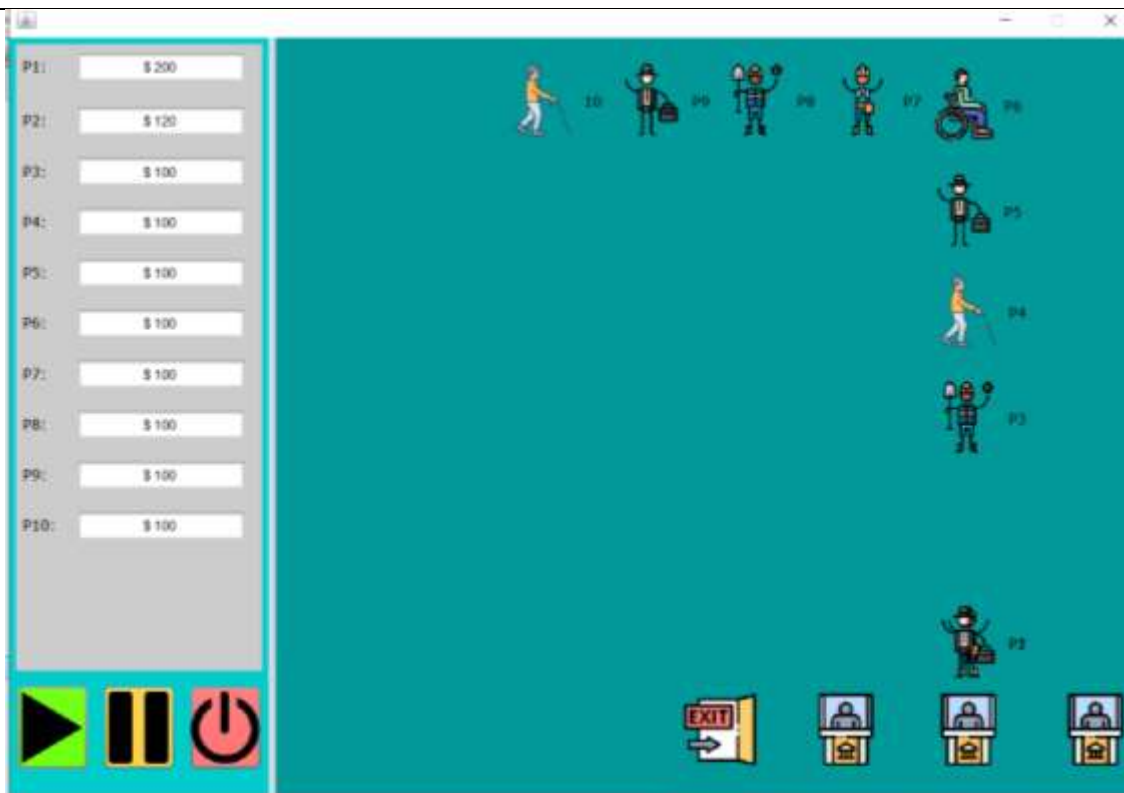 P1: $ 200
P2: $ 120
P3: $ 100
P4: $ 100
P5: $ 100
P6: $ 100
P7: $ 100
P8: $ 100
P9: $ 100
P10: $ 100
10 P9 P8 P7 P6
P5
P4
P3
P2
EXIT